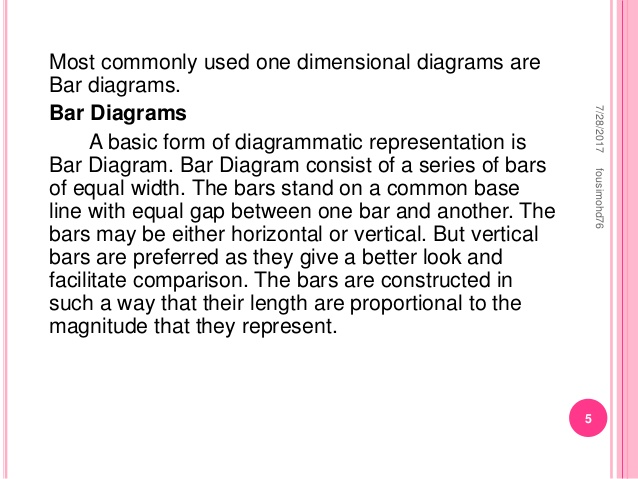 Most commonly used one dimensional diagrams are
Bar diagrams.
Bar Diagrams
A basic form of diagrammatic representation is
Bar Diagram. Bar Diagram consist of a series of bars
of equal width. The bars stand on a common base
line with equal gap between one bar and another. The
bars may be either horizontal or vertical. But vertical
bars are preferred as they give a better look and
facilitate comparison. The bars are constructed in
such a way that their length are proportional to the
magnitude that they represent.
7/28/2017 fousimohd76
5